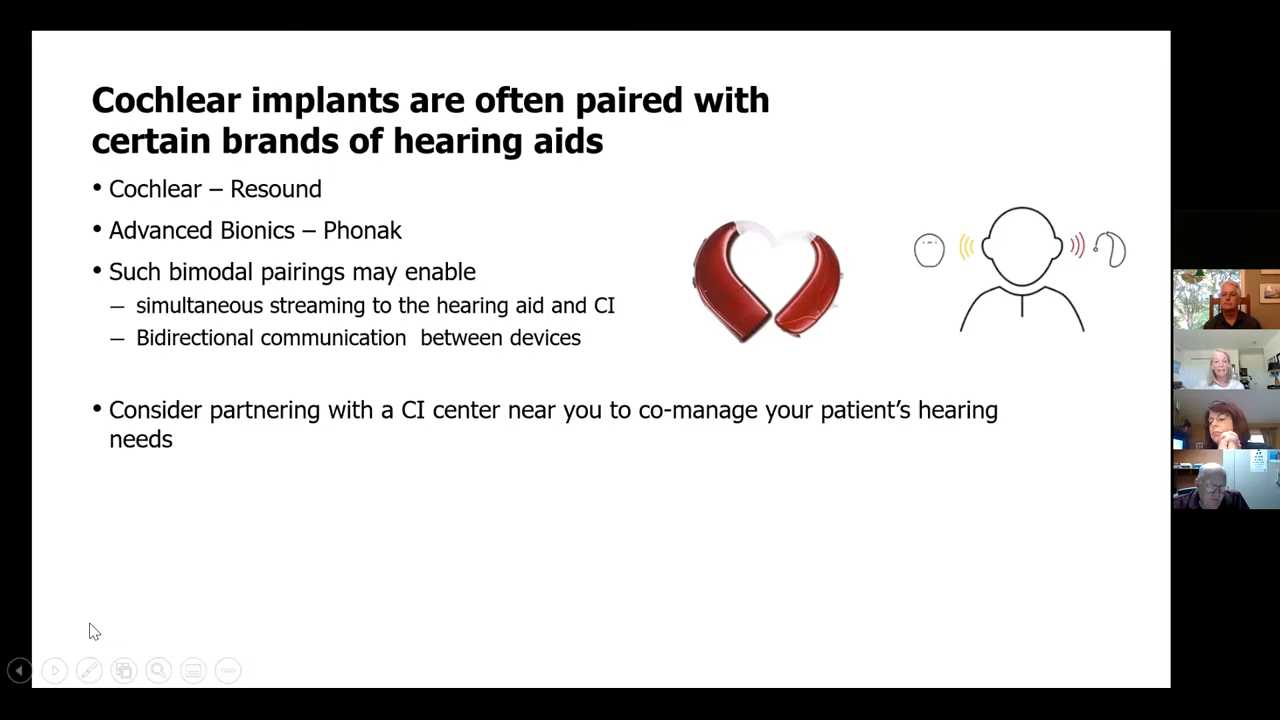 Cochlear implants are often paired with
certain brands of hearing aids
• Cochlear – Resound
• Advanced Bionics – Phonak
• Such bimodal pairings may enable
– simultaneous streaming to the hearing aid and CI
– Bidirectional communication between devices
• Consider partnering with a CI center near you to co-manage your patient’s hearing
needs